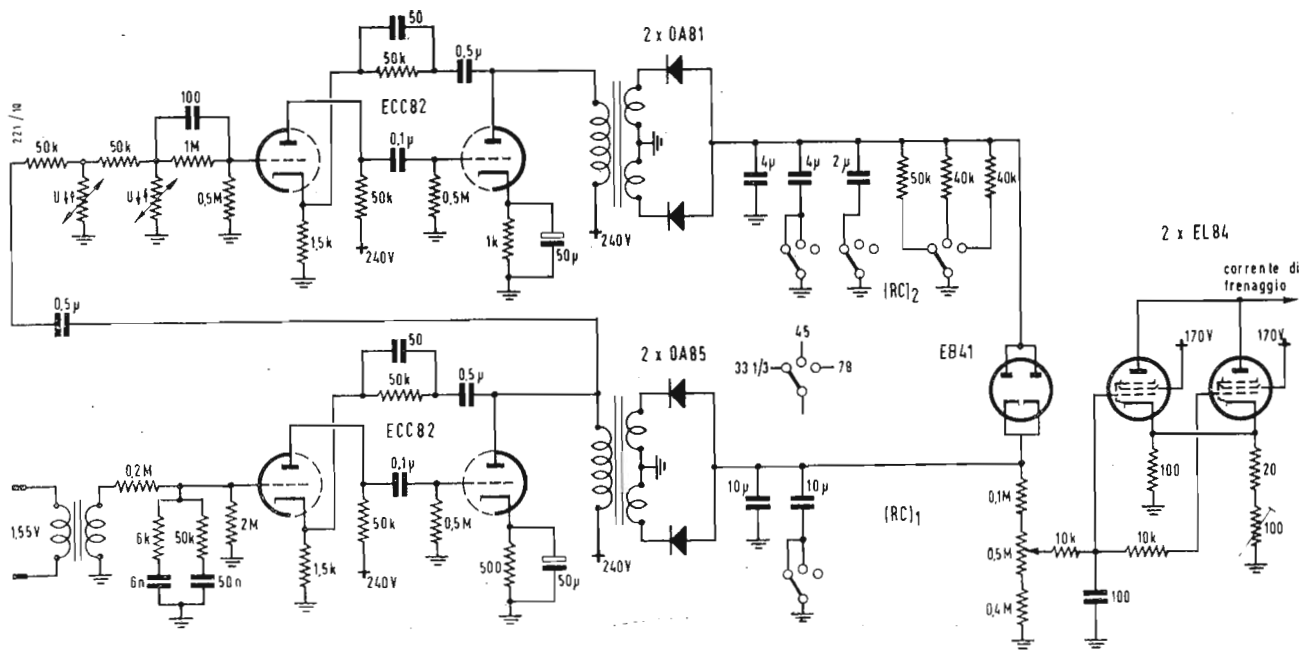 50
50k
0,5µ
2 x OA81
221/10
ECC82
100
50k
50k
1M
0,1µ
4µ
4µ
2µ
50k
40k
40k
U
U
0,5M
50k
0,5M
1,5k
1k
50µ
240V
240V
(RC)2
2 x EL84
corrente di
frenaggio
0,5µ
50
50k
0,5µ
2 x OA85
45
33 1/3
78
EB41
170V
170V
ECC82
0,2M
0,1µ
10µ
10µ
(RC)1
100
20
100
1,55V
6k
50k
2M
50k
0,5M
0,1M
0,5M
10k
10k
6n
50n
1,5k
500
50µ
240V
240V
0,4M
100